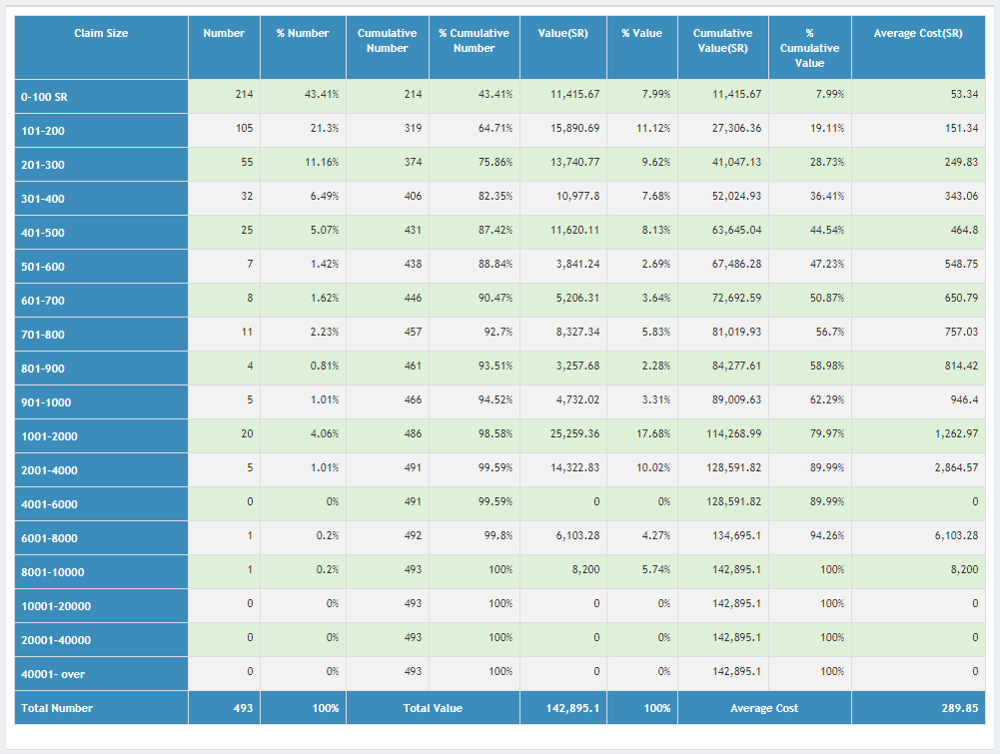 Claim Size Number % Number Cumulative Number % Cumulative Number Value(SR) % Value Cumulative Value(SR) % Cumulative Value Average Cost(SR)
0-100 SR 214 43.41% 214 43.41% 11,415.67 7.99% 11,415.67 7.99% 53.34
101-200 105 21.3% 319 64.71% 15,890.69 11.12% 27,306.36 19.11% 151.34
201-300 55 11.16% 374 75.86% 13,740.77 9.62% 41,047.13 28.73% 249.83
301-400 32 6.49% 406 82.35% 10,977.8 7.68% 52,024.93 36.41% 343.06
401-500 25 5.07% 431 87.42% 11,620.11 8.13% 63,645.04 44.54% 464.8
501-600 7 1.42% 438 88.84% 3,841.24 2.69% 67,486.28 47.23% 548.75
601-700 8 1.62% 446 90.47% 5,206.31 3.64% 72,692.59 50.87% 650.79
701-800 11 2.23% 457 92.7% 8,327.34 5.83% 81,019.93 56.7% 757.03
801-900 4 0.81% 461 93.51% 3,257.68 2.28% 84,277.61 58.98% 814.42
901-1000 5 1.01% 466 94.52% 4,732.02 3.31% 89,009.63 62.29% 946.4
1001-2000 20 4.06% 486 98.58% 25,259.36 17.68% 114,268.99 79.97% 1,262.97
2001-4000 5 1.01% 491 99.59% 14,322.83 10.02% 128,591.82 89.99% 2,864.57
4001-6000 0 0% 491 99.59% 0 0% 128,591.82 89.99% 0
6001-8000 1 0.2% 492 99.8% 6,103.28 4.27% 134,695.1 94.26% 6,103.28
8001-10000 1 0.2% 493 100% 8,200 5.74% 142,895.1 100% 8,200
10001-20000 0 0% 493 100% 0 0% 142,895.1 100% 0
20001-40000 0 0% 493 100% 0 0% 142,895.1 100% 0
40001- over 0 0% 493 100% 0 0% 142,895.1 100% 0
Total Number 493 100% Total Value 142,895.1 100% Average Cost 289.85